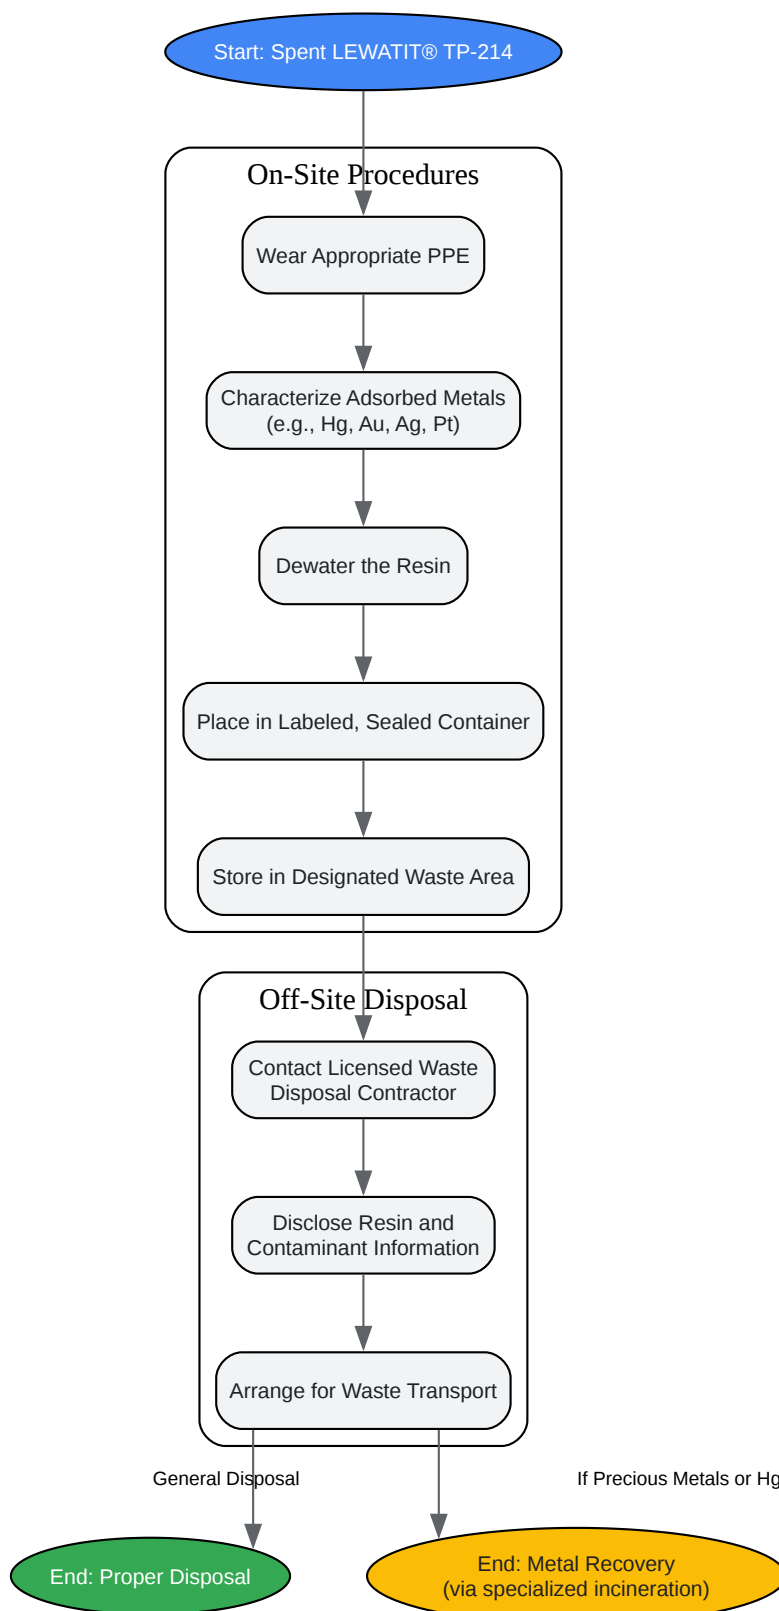 Start: Spent LEWATIT® TP-214
On-Site Procedures
Wear Appropriate PPE
Characterize Adsorbed Metals
(e.g., Hg, Au, Ag, Pt)
Dewater the Resin
Place in Labeled, Sealed Container
Store in Designated Waste Area
Off-Site Disposal
Contact Licensed Waste
Disposal Contractor
Disclose Resin and
Contaminant Information
Arrange for Waste Transport
General Disposal
If Precious Metals or Hg
End: Proper Disposal
End: Metal Recovery
(via specialized incineration)